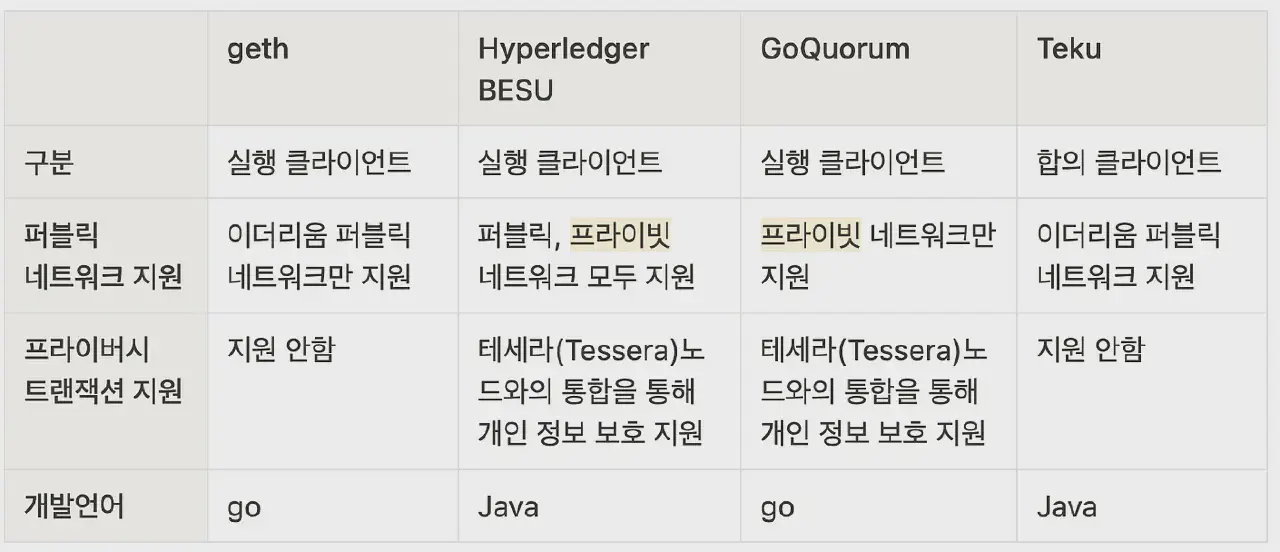 geth
Hyperledger
BESU
GoQuorum
Teku
구분
실행 클라이언트
실행 클라이언트
실행 클라이언트
합의 클라이언트
퍼블릭
네트워크 지원
이더리움 퍼블릭
네트워크만 지원
퍼블릭, 프라이빗
네트워크 모두 지원
프라이빗 네트워크만
지원
이더리움 퍼블릭
네트워크 지원
프라이버시
트랜잭션 지원
지원 안함
테세라(Tessera)노
드와의 통합을 통해
개인 정보 보호 지원
테세라(Tessera)노
드와의 통합을 통해
개인 정보 보호 지원
지원 안함
개발언어
go
Java
go
Java